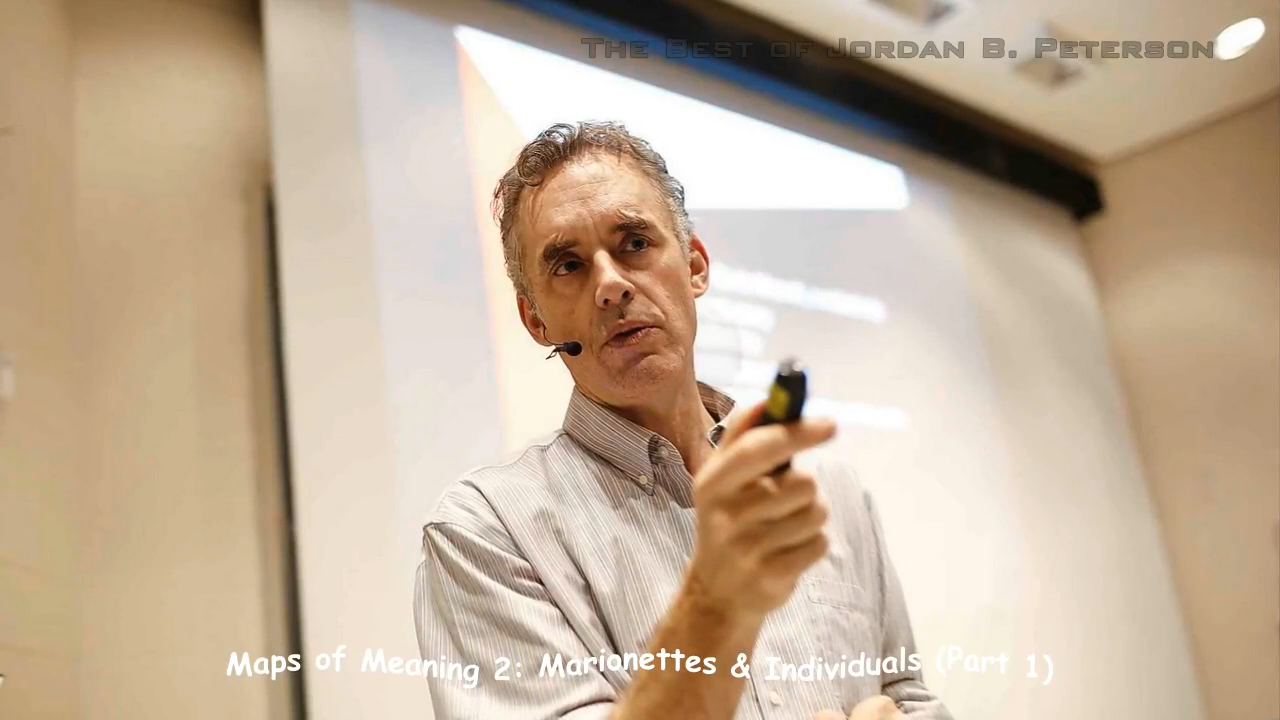 The Best of Jordan B. Peterson
Maps of Meaning 2: Marionettes & Individuals (Part 1)